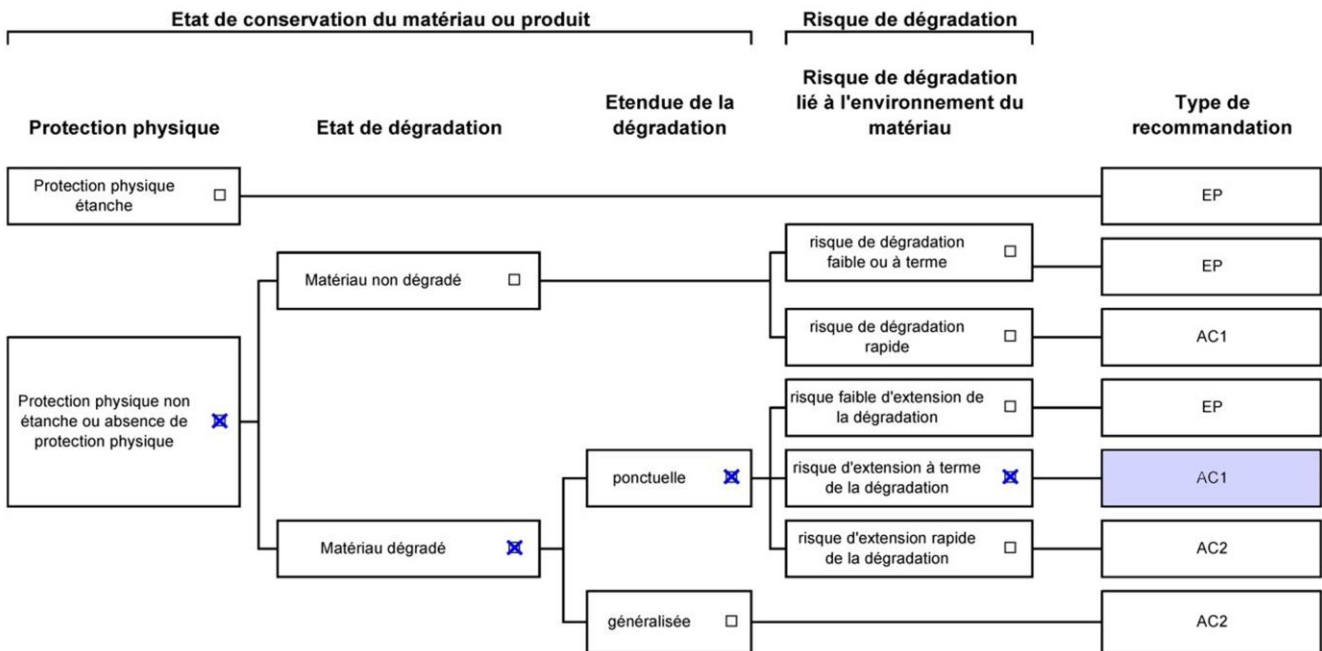 Etat de conservation du matériau ou produit
Risque de dégradation
Protection physique
Etat de dégradation
Etendue de la
dégradation
Risque de dégradation
lié à l'environnement du
matériau
Type de
recommandation
Protection physique
étanche
EP
Matériau non dégradé
risque de dégradation
faible ou à terme
EP
risque de dégradation
rapide
AC1
Protection physique non
étanche ou absence de
protection physique
risque faible d'extension de
la dégradation
EP
ponctuelle
risque d'extension à terme
de la dégradation
AC1
Matériau dégradé
risque d'extension rapide
de la dégradation
AC2
généralisée
AC2